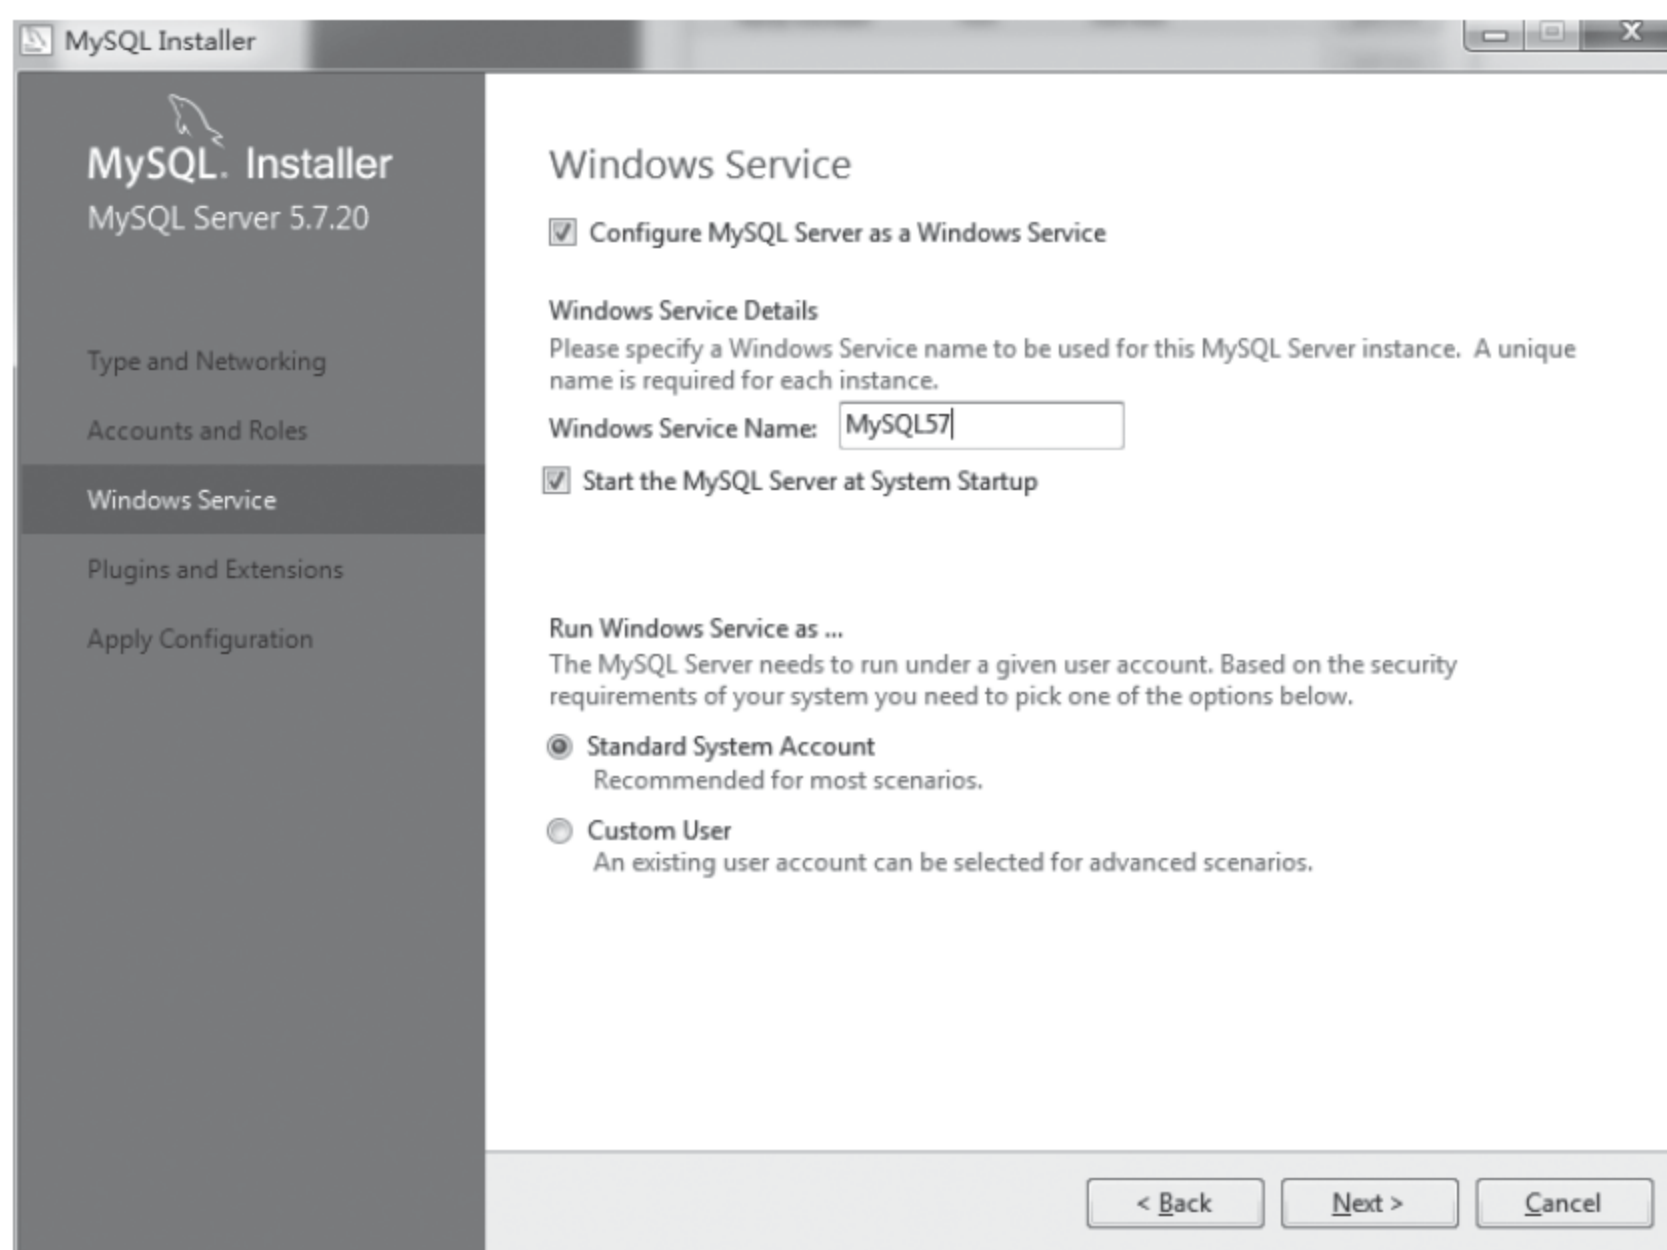 MySQL Installer
MySQL. Installer
MySQL Server 5.7.20
Type and Networking
Accounts and Roles
Windows Service
Plugins and Extensions
Apply Configuration
Windows Service
Configure MySQL Server as a Windows Service
Windows Service Details
Please specify a Windows Service name to be used for this MySQL Server instance. A unique
name is required for each instance.
Windows Service Name: MySQL57
Start the MySQL Server at System Startup
Run Windows Service as ...
The MySQL Server needs to run under a given user account. Based on the security
requirements of your system you need to pick one of the options below.
Standard System Account
Recommended for most scenarios.
Custom User
An existing user account can be selected for advanced scenarios.
< Back Next > Cancel